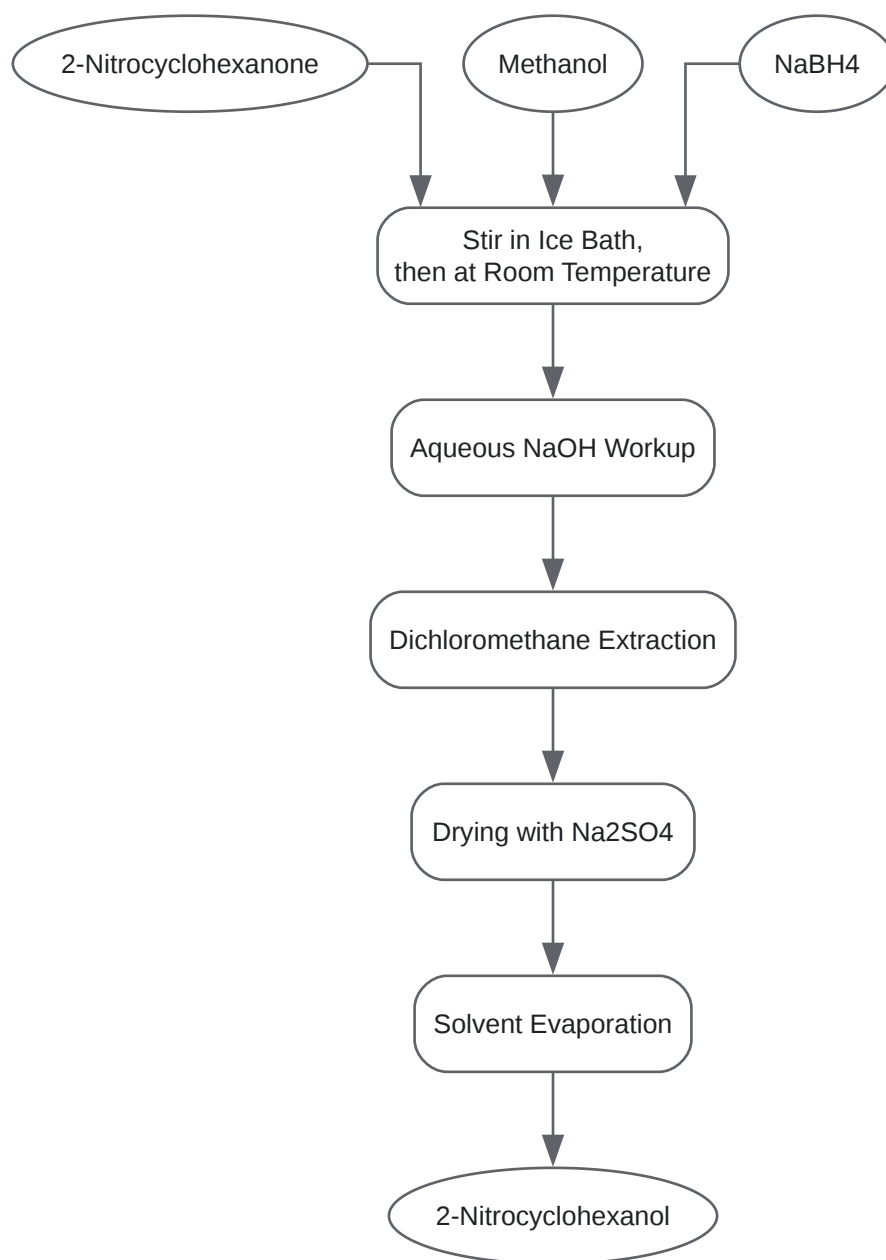 2-Nitrocyclohexanone
Methanol
NaBH4
Stir in Ice Bath,
then at Room Temperature
Aqueous NaOH Workup
Dichloromethane Extraction
Drying with Na2SO4
Solvent Evaporation
2-Nitrocyclohexanol